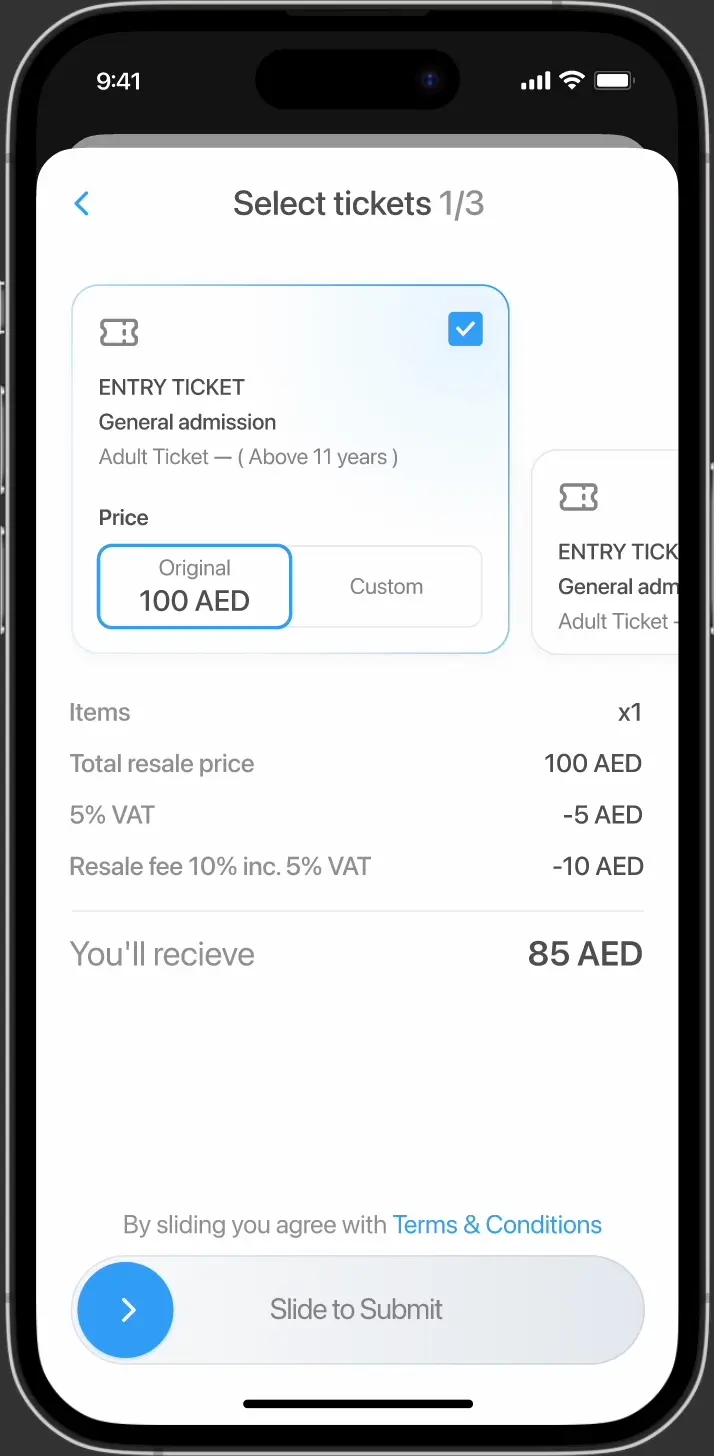 9:41
Select tickets 1/3
ENTRY TICKET
General admission
Adult Ticket — ( Above 11 years )
Price
Original
100 AED
Custom
ENTRY TICK
General adm
Adult Ticket -
Items x1
Total resale price 100 AED
5% VAT -5 AED
Resale fee 10% inc. 5% VAT -10 AED
You'll recieve 85 AED
By sliding you agree with Terms & Conditions
Slide to Submit